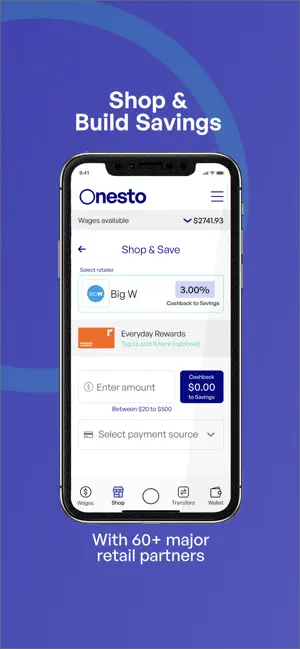 Shop &
Build Savings
9:41
Onesto
Wages available
$2741.93
Shop & Save
Select retailer
BIGW
Big W
3.00%
Cashback to Savings
Everyday Rewards
Tap to add it here (optional)
Enter amount
Cashback
$0.00
to Savings
Between $20 to $500
Select payment source
Wages
Shop
Transfers
Wallet
With 60+ major
retail partners